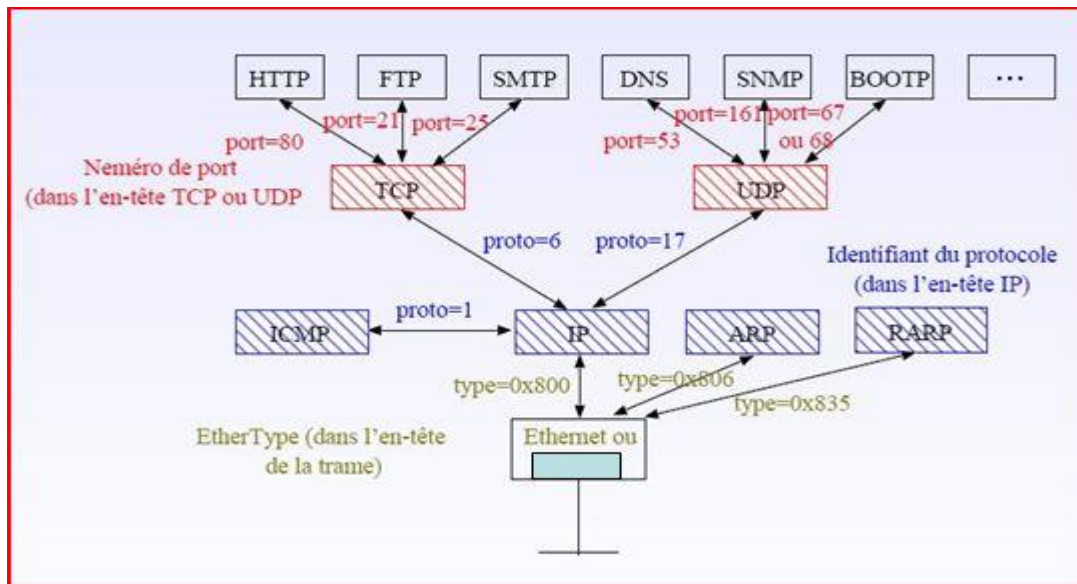 HTTP
FTP
SMTP
DNS
SNMP
BOOTP
...
port=80
port=21
port=25
port=53
port=161
port=67
ou 68
Neméro de port
(dans l'en-tête TCP ou UDP
TCP
UDP
proto=6
proto=17
Identifiant du protocole
(dans l'en-tête IP)
ICMP
proto=1
IP
ARP
RARP
type=0x800
type=0x806
type=0x835
EtherType (dans l'en-tête
de la trame)
Ethernet ou